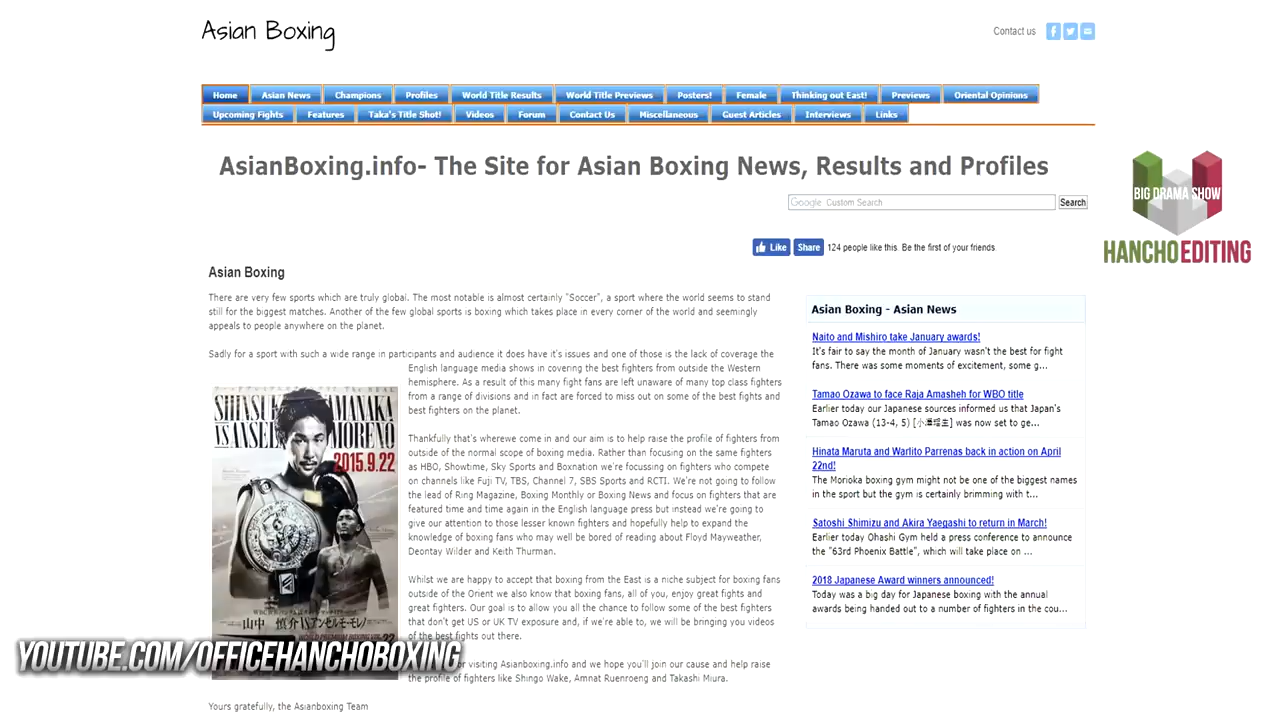 Asian Boxing
Contact us
Home Asian News Champions Profiles World Title Results World Title Previews Posters! Female Thinking out East! Previews Oriental Opinions
Upcoming Fights Features Taka's Title Shot! Videos Forum Contact Us Miscellaneous Guest Articles Interviews Links
AsianBoxing.info- The Site for Asian Boxing News, Results and Profiles
Google Custom Search Search
BIG DRAMA SHOW
HANCHOEDITING
Like Share 124 people like this. Be the first of your friends.
Asian Boxing
There are very few sports which are truly global. The most notable is almost certainly "Soccer", a sport where the world seems to stand
still for the biggest matches. Another of the few global sports is boxing which takes place in every corner of the world and seemingly
appeals to people anywhere on the planet.
Sadly for a sport with such a wide range in participants and audience it does have it's issues and one of those is the lack of coverage the
English language media shows in covering the best fighters from outside the Western
hemisphere. As a result of this many fight fans are left unaware of many top class fighters
from a range of divisions and in fact are forced to miss out on some of the best fights and
best fighters on the planet.
Thankfully that's wherewe come in and our aim is to help raise the profile of fighters from
outside of the normal scope of boxing media. Rather than focusing on the same fighters
as HBO, Showtime, Sky Sports and Boxnation we're focussing on fighters who compete
on channels like Fuji TV, TBS, Channel 7, SBS Sports and RCTI. We're not going to follow
the lead of Ring Magazine, Boxing Monthly or Boxing News and focus on fighters that are
featured time and time again in the English language press but instead we're going to
give our attention to those lesser known fighters and hopefully help to expand the
knowledge of boxing fans who may well be bored of reading about Floyd Mayweather,
Deontay Wilder and Keith Thurman.
Whilst we are happy to accept that boxing from the East is a niche subject for boxing fans
outside of the Orient we also know that boxing fans, all of you, enjoy great fights and
great fighters. Our goal is to allow you all the chance to follow some of the best fighters
that don't get US or UK TV exposure and, if we're able to, we will be bringing you videos
of the best fights out there.
visiting Asianboxing.info and we hope you'll join our cause and help raise
the profile of fighters like Shingo Wake, Amnat Ruenroeng and Takashi Miura.
Yours gratefully, the Asianboxing Team
VS ANSELMO MORENO
2015.9.22
山中 慎介 VS アンセルモ・モレノ
YOUTUBE.COM/OFFICEHANCHOBOXING
Asian Boxing - Asian News
Naito and Mishiro take January awards!
It's fair to say the month of January wasn't the best for fight
fans. There was some moments of excitement, some g...
Tamao Ozawa to face Raja Amasheh for WBO title
Earlier today our Japanese sources informed us that Japan's
Tamao Ozawa (13-4, 5) [小澤瑶生] was now set to ge...
Hinata Maruta and Warlito Parrenas back in action on April
22nd!
The Morioka boxing gym might not be one of the biggest names
in the sport but the gym is certainly brimming with t...
Satoshi Shimizu and Akira Yaegashi to return in March!
Earlier today Ohashi Gym held a press conference to announce
the "63rd Phoenix Battle", which will take place on ...
2018 Japanese Award winners announced!
Today was a big day for Japanese boxing with the annual
awards being handed out to a number of fighters in the cou...